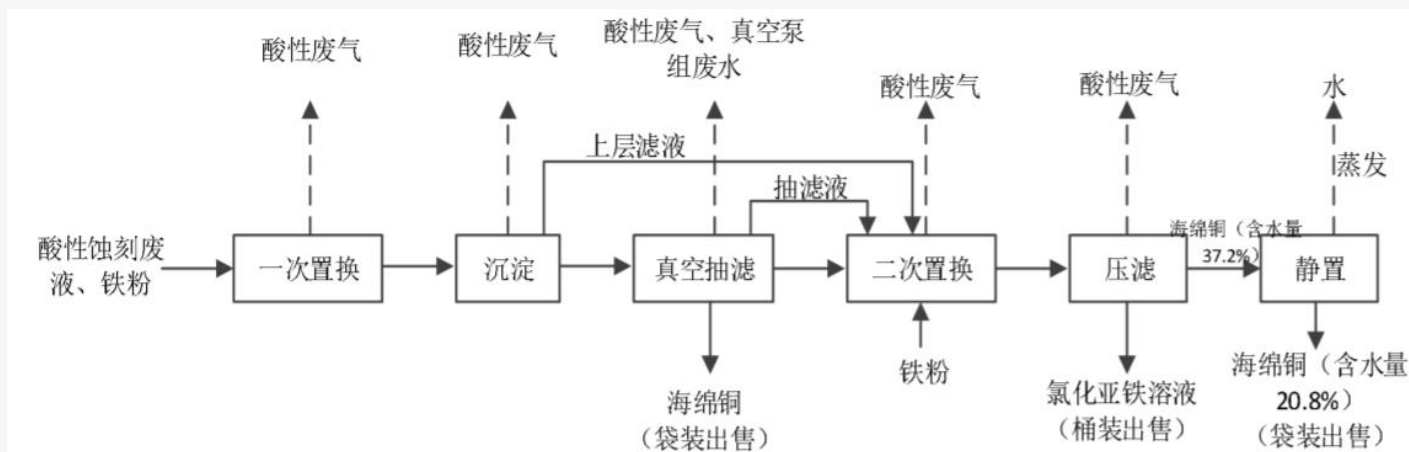 酸性废气
酸性废气
酸性废气、真空泵
组废水
酸性废气
酸性废气
水
上层滤液
抽滤液
蒸发
酸性蚀刻废
液、铁粉
一次置换
沉淀
真空抽滤
二次置换
压滤
海绵铜（含水量
37.2%）
静置
海绵铜
（袋装出售）
铁粉
氯化亚铁溶液
（桶装出售）
海绵铜（含水量
20.8%）
（袋装出售）